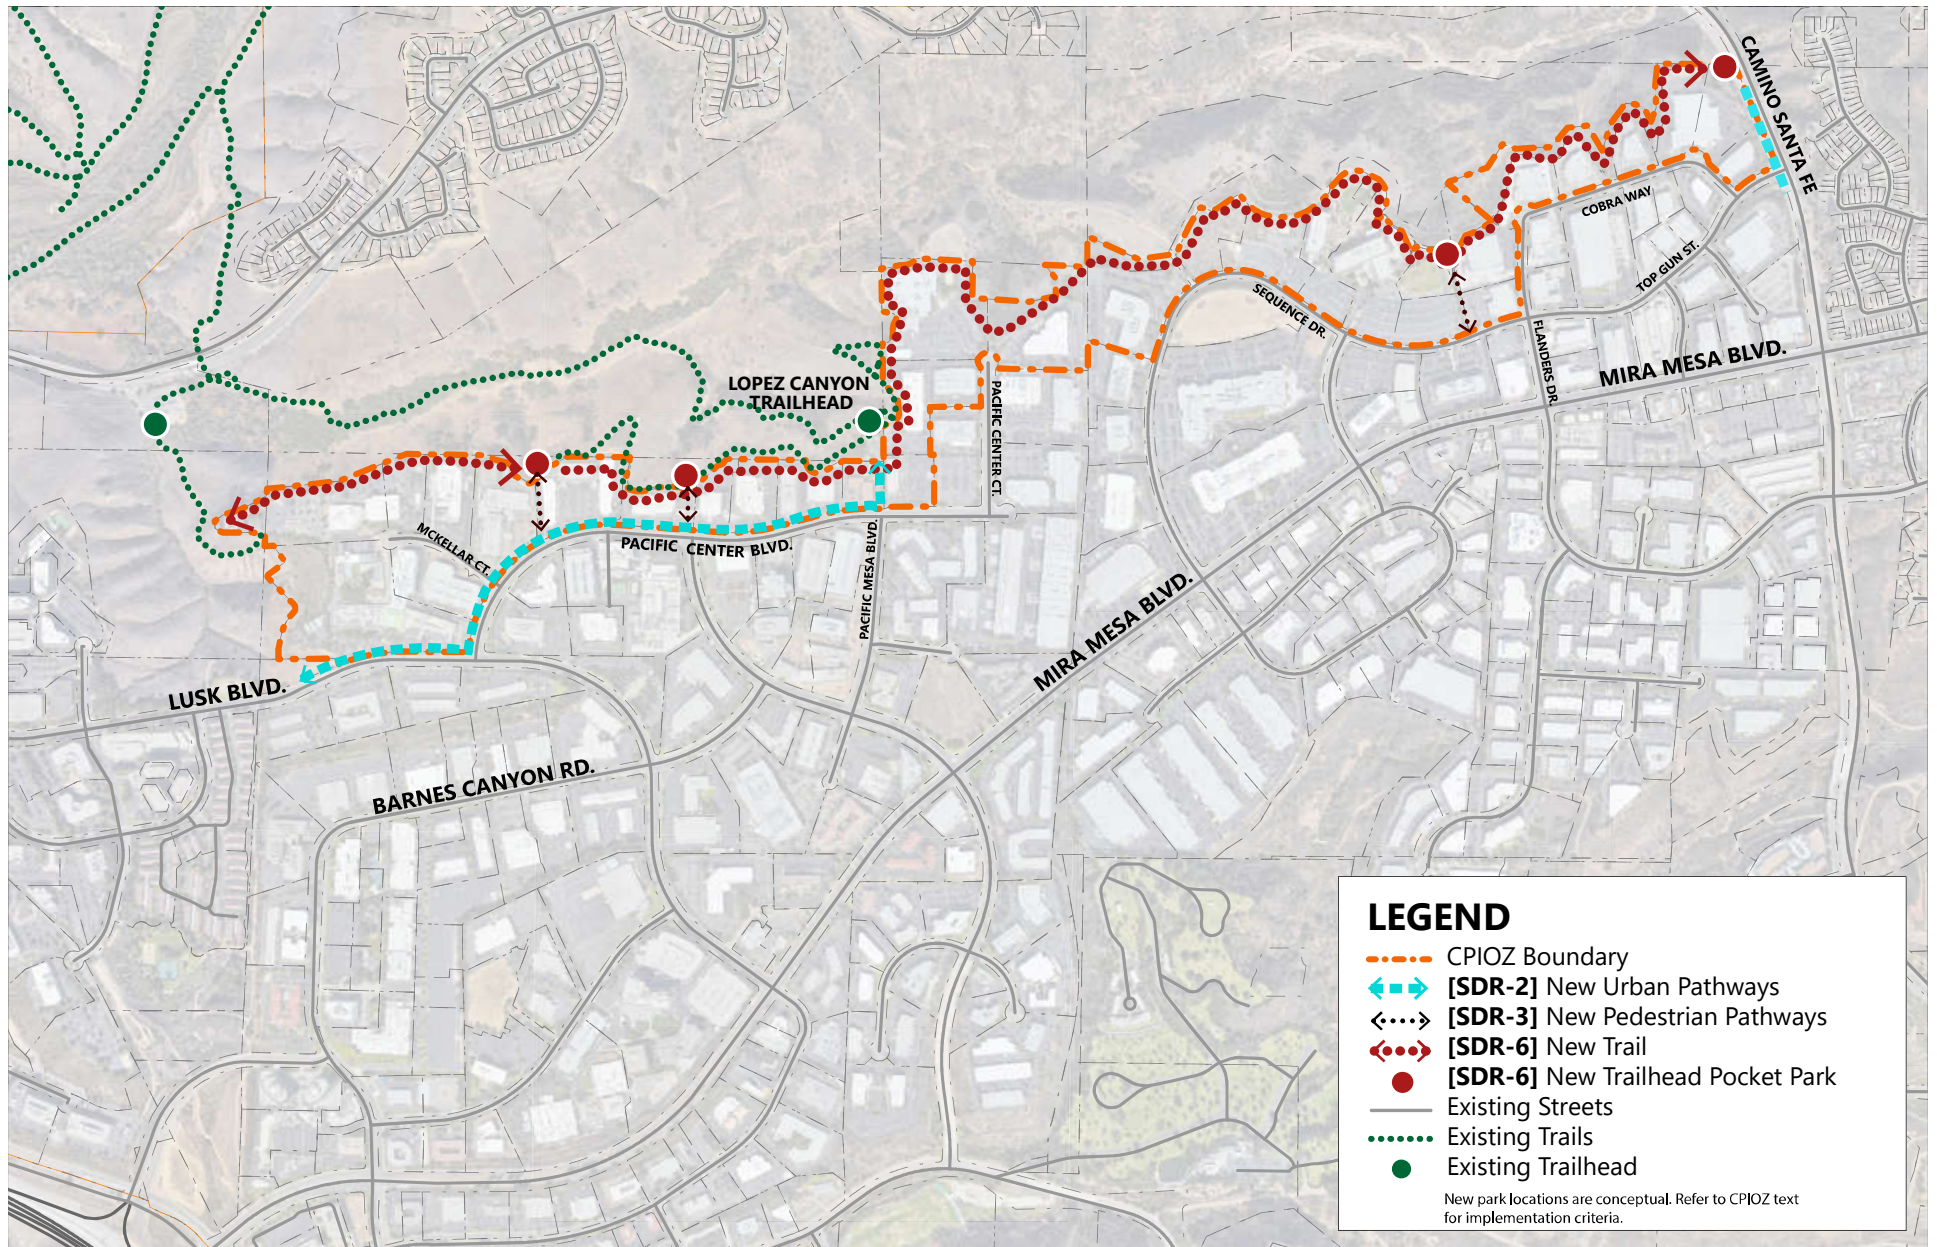 CAMINO SANTA FE
COBRA WAY
TOP GUN ST.
SEQUENCE DR.
FLANDERS DR.
MIRA MESA BLVD.
LOPEZ CANYON
TRAILHEAD
PACIFIC CENTER CT.
MCKELLAR CT.
PACIFIC CENTER BLVD.
PACIFIC MESA BLVD.
MIRA MESA BLVD.
LUSK BLVD.
BARNES CANYON RD.
LEGEND
CPIOZ Boundary
[SDR-2] New Urban Pathways
[SDR-3] New Pedestrian Pathways
[SDR-6] New Trail
[SDR-6] New Trailhead Pocket Park
Existing Streets
Existing Trails
Existing Trailhead
New park locations are conceptual. Refer to CPIOZ text
for implementation criteria.